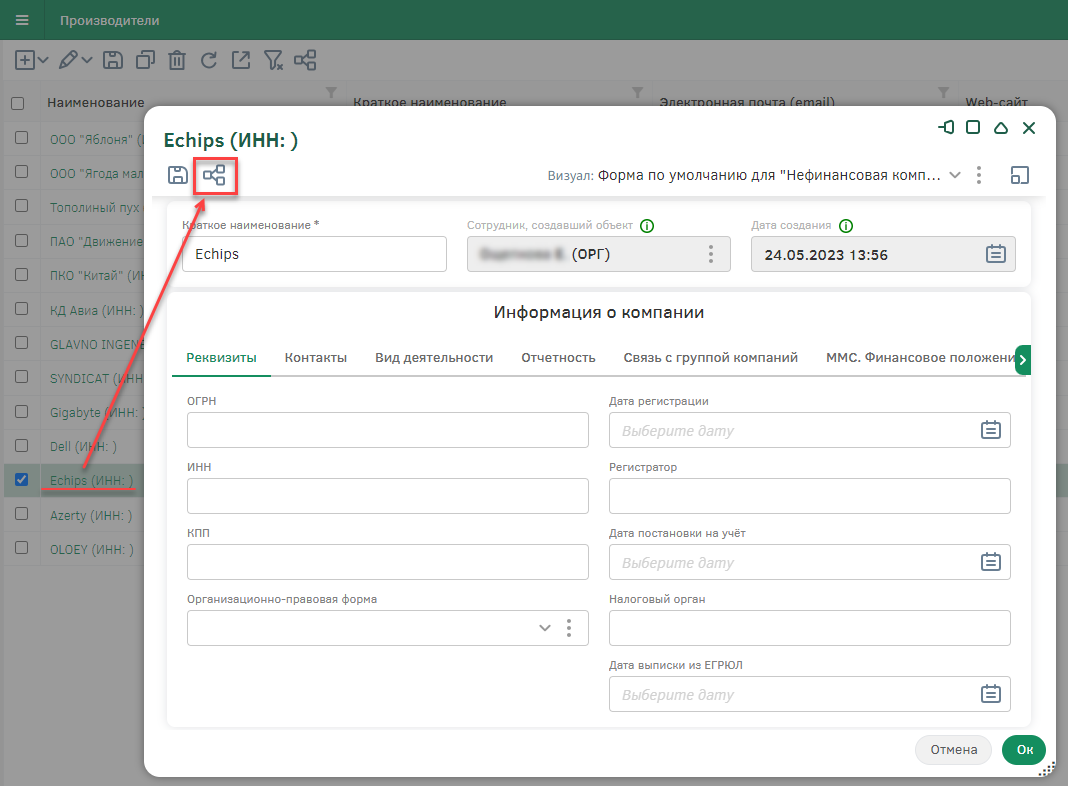 Производители
Наименование
Краткое наименование
Электронная почта (email)
Web-сайт
ООО "Яблоня"
ООО "Ягода
Тополиный пух
ПАО "Движение
ПКО "Китай"
КД Авиа (ИНН: )
GLAVNO
SYNDICAT (ИНН:
Gigabyte (ИНН: )
Dell (ИНН: )
Echips (ИНН: )
Azerty (ИНН: )
OLOEY (ИНН: )
Echips (ИНН: )
Визуал: Форма по умолчанию для "Нефинансовая комп...
Краткое наименование *
Сотрудник, создавший объект
Дата создания
Echips
(ОРГ)
24.05.2023 13:56
Информация о компании
Реквизиты
Контакты
Вид деятельности
Отчетность
Связь с группой компаний
ММС. Финансовое положени
ОГРН
Дата регистрации
Выберите дату
ИНН
Регистратор
КПП
Дата постановки на учёт
Выберите дату
Организационно-правовая форма
Налоговый орган
Дата выписки из ЕГРЮЛ
Выберите дату
Отмена
Ок